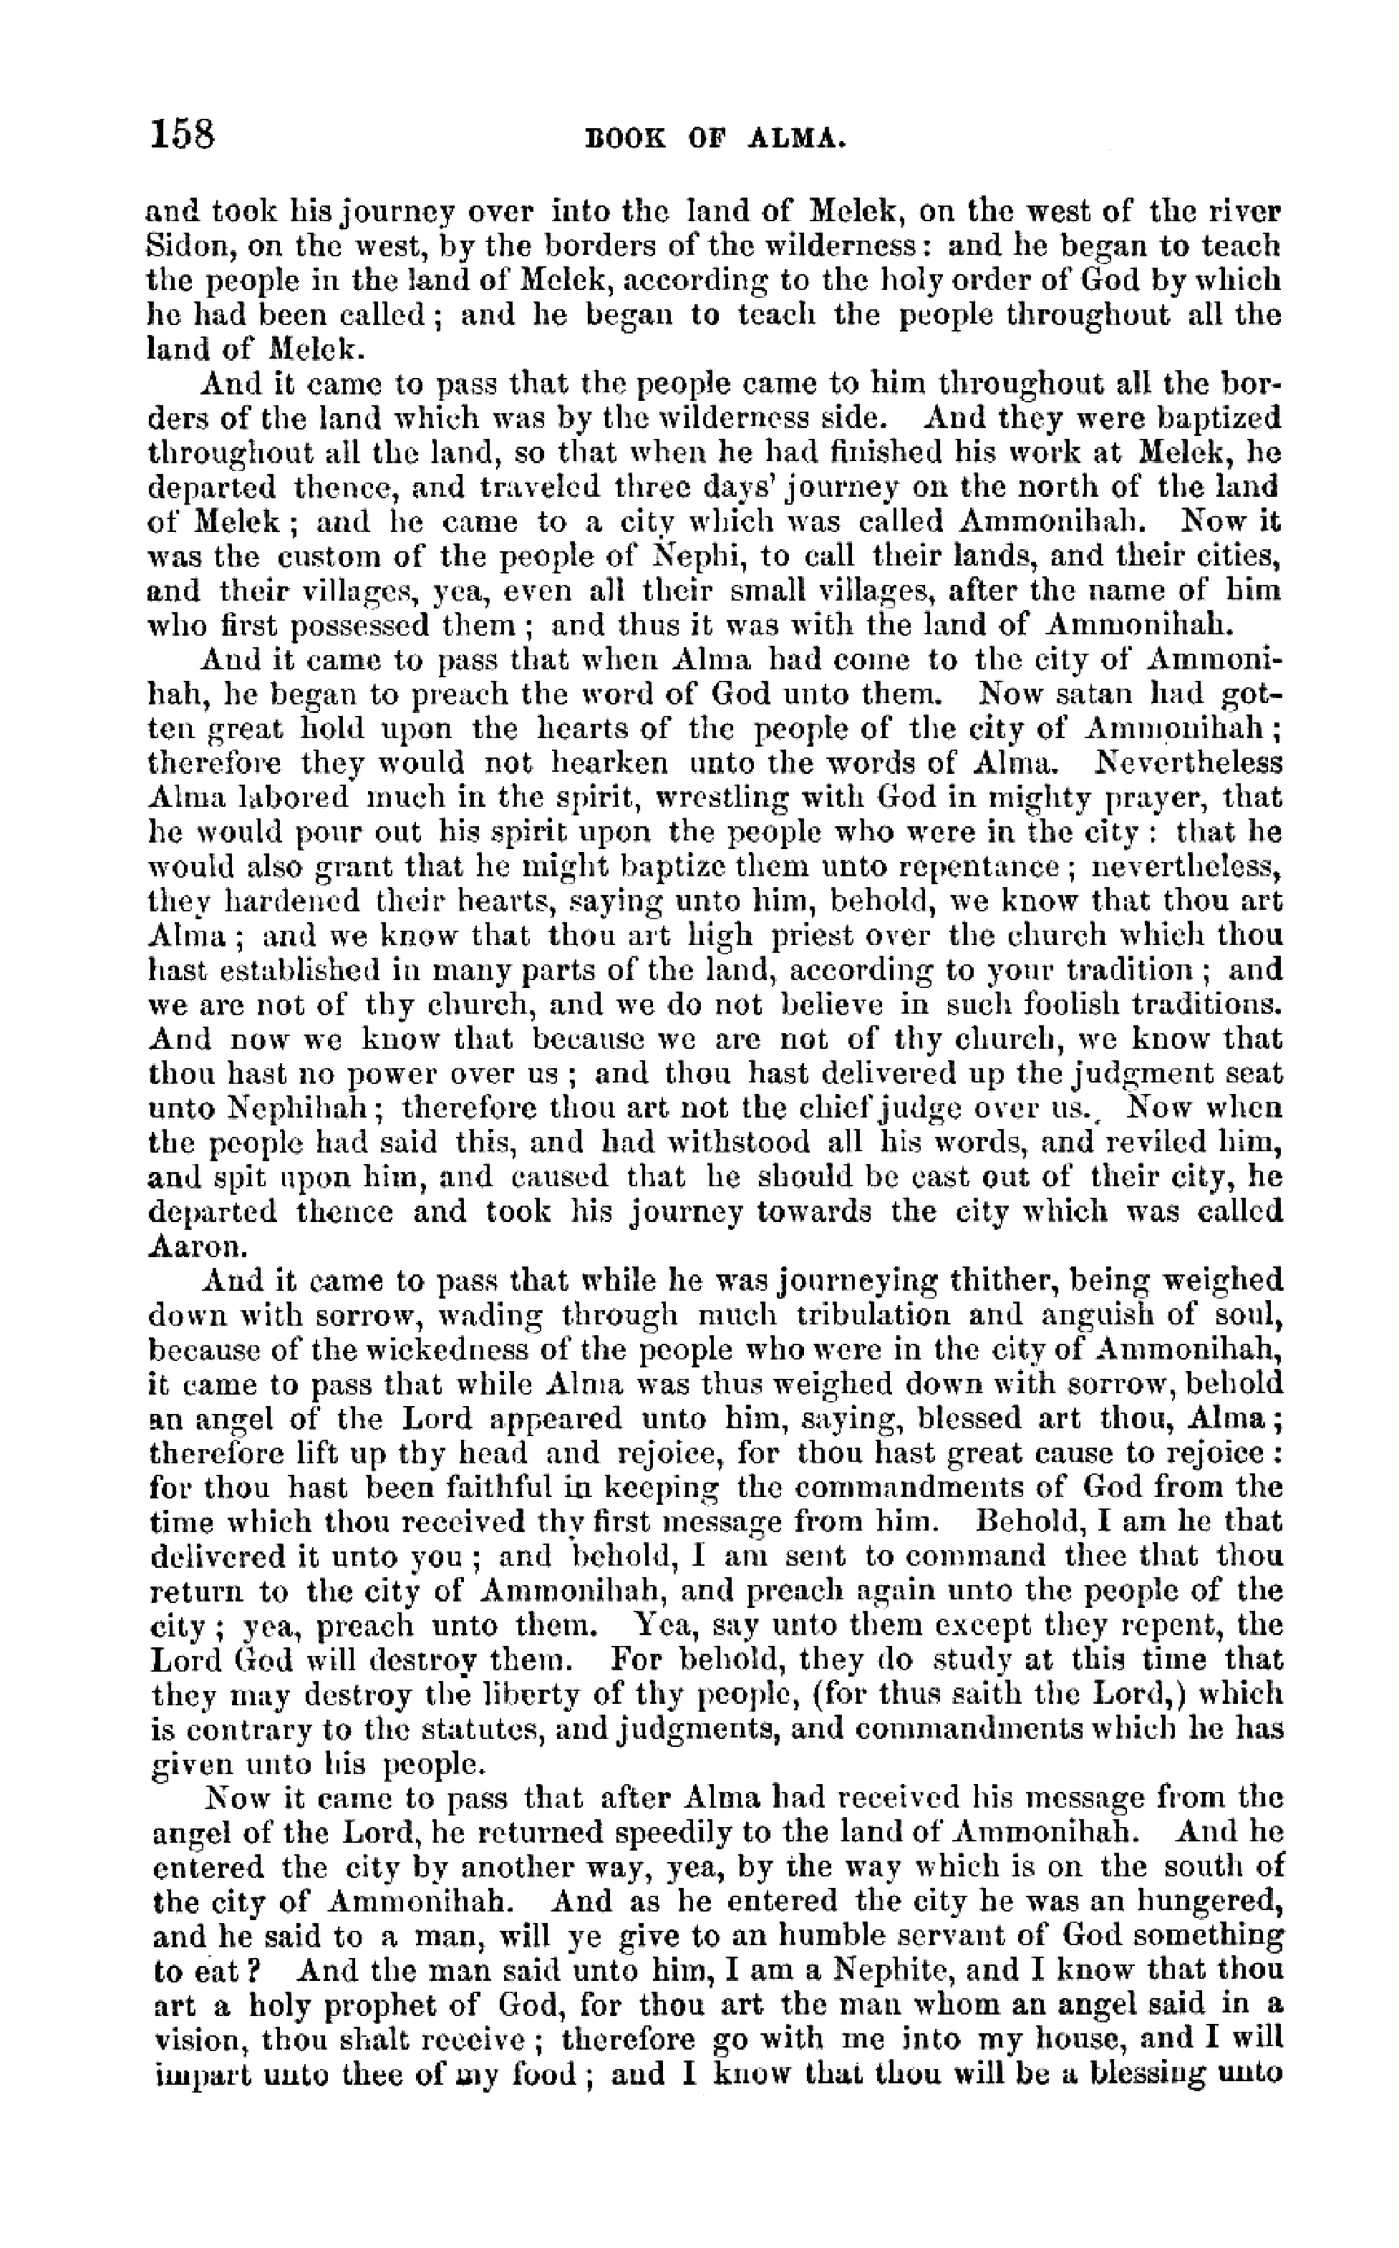 158 BOOK OF ALMA.
and took his journey over into the land of Melek, on the west of the river
Sidon, on the west, by the borders of the wilderness: and he began to teach
the people in the land of Melek, according to the holy order of God by which
he had been called; and he began to teach the people throughout all the
land of Melek.
And it came to pass that the people came to him throughout all the bor-
ders of the land which was by the wilderness side. And they were baptized
throughout all the land, so that when he had finished his work at Melek, he
departed thence, and traveled three days' journey on the north of the land
of Melek; and he came to a city which was called Ammonihah. Now it
was the custom of the people of Nephi, to call their lands, and their cities,
and their villages, yea, even all their small villages, after the name of him
who first possessed them; and thus it was with the land of Ammonihah.
And it came to pass that when Alma had come to the city of Ammoni-
hah, he began to preach the word of God unto them. Now satan had got-
ten great hold upon the hearts of the people of the city of Ammonihah;
therefore they would not hearken unto the words of Alma. Nevertheless
Alma labored much in the spirit, wrestling with God in mighty prayer, that
he would pour out his spirit upon the people who were in the city: that he
would also grant that he might baptize them unto repentance; nevertheless,
they hardened their hearts, saying unto him, behold, we know that thou art
Alma; and we know that thou art high priest over the church which thou
hast established in many parts of the land, according to your tradition; and
we are not of thy church, and we do not believe in such foolish traditions.
And now we know that because we are not of thy church, we know that
thou hast no power over us; and thou hast delivered up the judgment seat
unto Nephihah; therefore thou art not the chief judge over us. Now when
the people had said this, and had withstood all his words, and reviled him,
and spit upon him, and caused that he should be cast out of their city, he
departed thence and took his journey towards the city which was called
Aaron.
And it came to pass that while he was journeying thither, being weighed
down with sorrow, wading through much tribulation and anguish of soul,
because of the wickedness of the people who were in the city of Ammonihah,
it came to pass that while Alma was thus weighed down with sorrow, behold
an angel of the Lord appeared unto him, saying, blessed art thou, Alma;
therefore lift up thy head and rejoice, for thou hast great cause to rejoice:
for thou hast been faithful in keeping the commandments of God from the
time which thou received thy first message from him. Behold, I am he that
delivered it unto you; and behold, I am sent to command thee that thou
return to the city of Ammonihah, and preach again unto the people of the
city; yea, preach unto them. Yea, say unto them except they repent, the
Lord God will destroy them. For behold, they do study at this time that
they may destroy the liberty of thy people, (for thus saith the Lord,) which
is contrary to the statutes, and judgments, and commandments which he has
given unto his people.
Now it came to pass that after Alma had received his message from the
angel of the Lord, he returned speedily to the land of Ammonihah. And he
entered the city by another way, yea, by the way which is on the south of
the city of Ammonihah. And as he entered the city he was an hungered,
and he said to a man, will ye give to an humble servant of God something
to eat? And the man said unto him, I am a Nephite, and I know that thou
art a holy prophet of God, for thou art the man whom an angel said in a
vision, thou shalt receive; therefore go with me into my house, and I will
impart unto thee of my food; and I know that thou will be a blessing unto